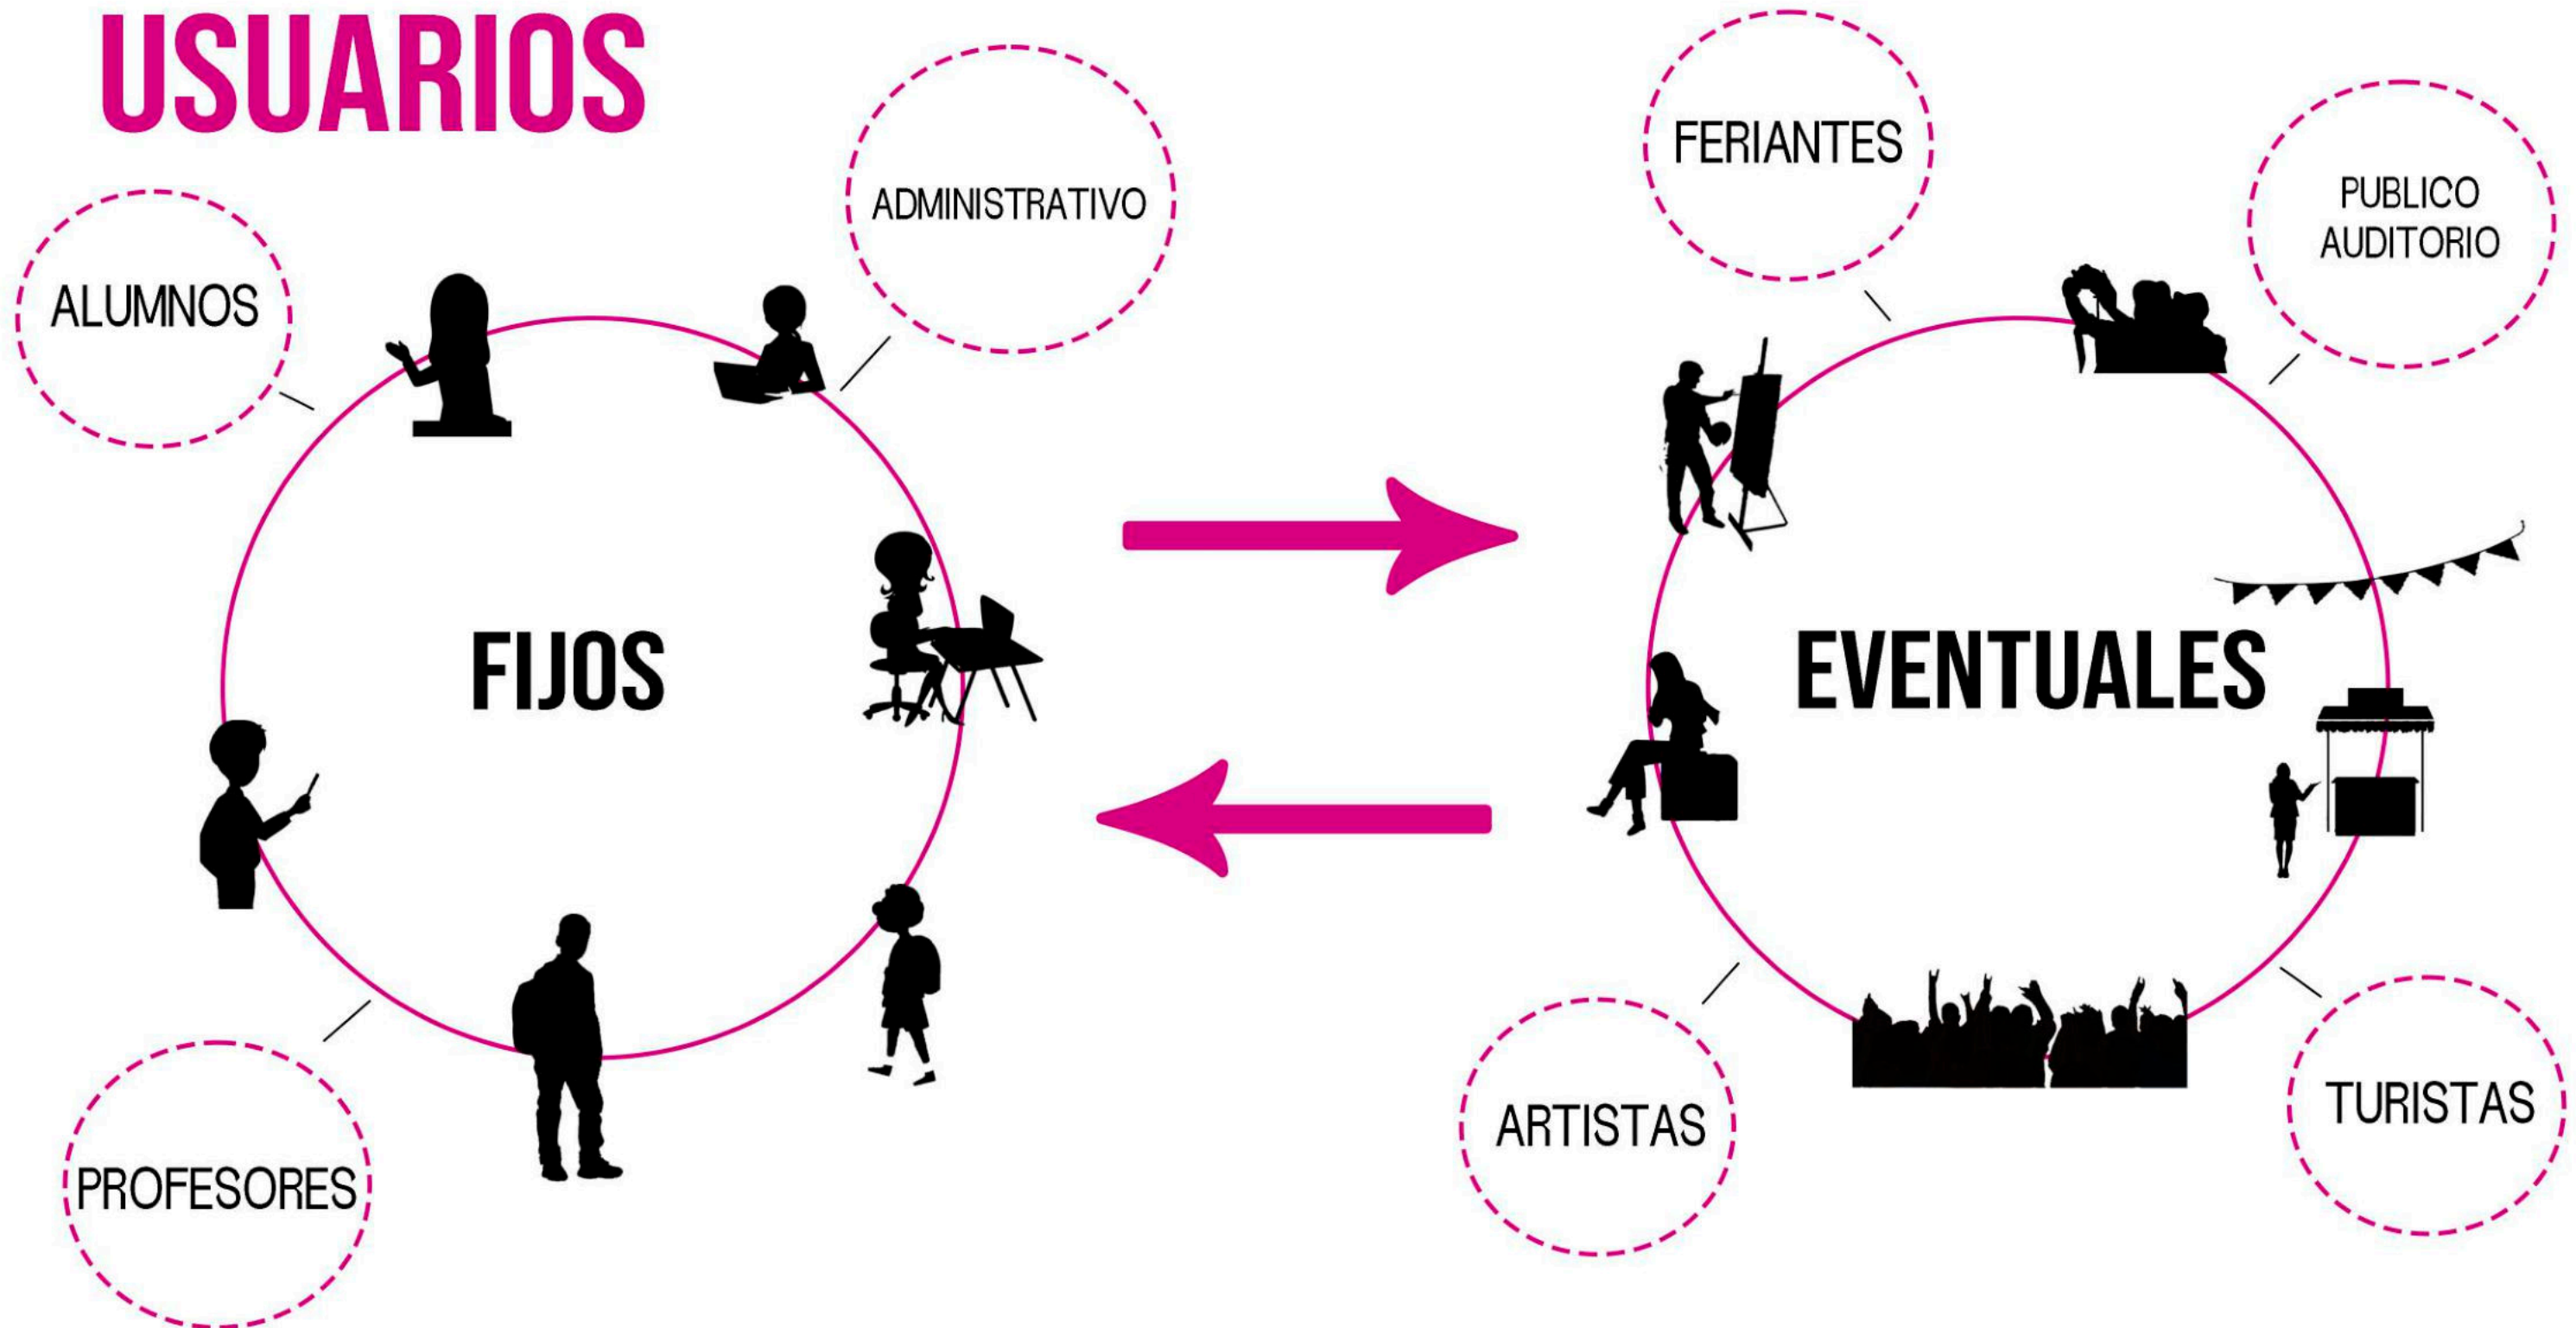 USUARIOS
ALUMNOS
ADMINISTRATIVO
FIJOS
PROFESORES
FERIANTES
PUBLICO
AUDITORIO
EVENTUALES
ARTISTAS
TURISTAS